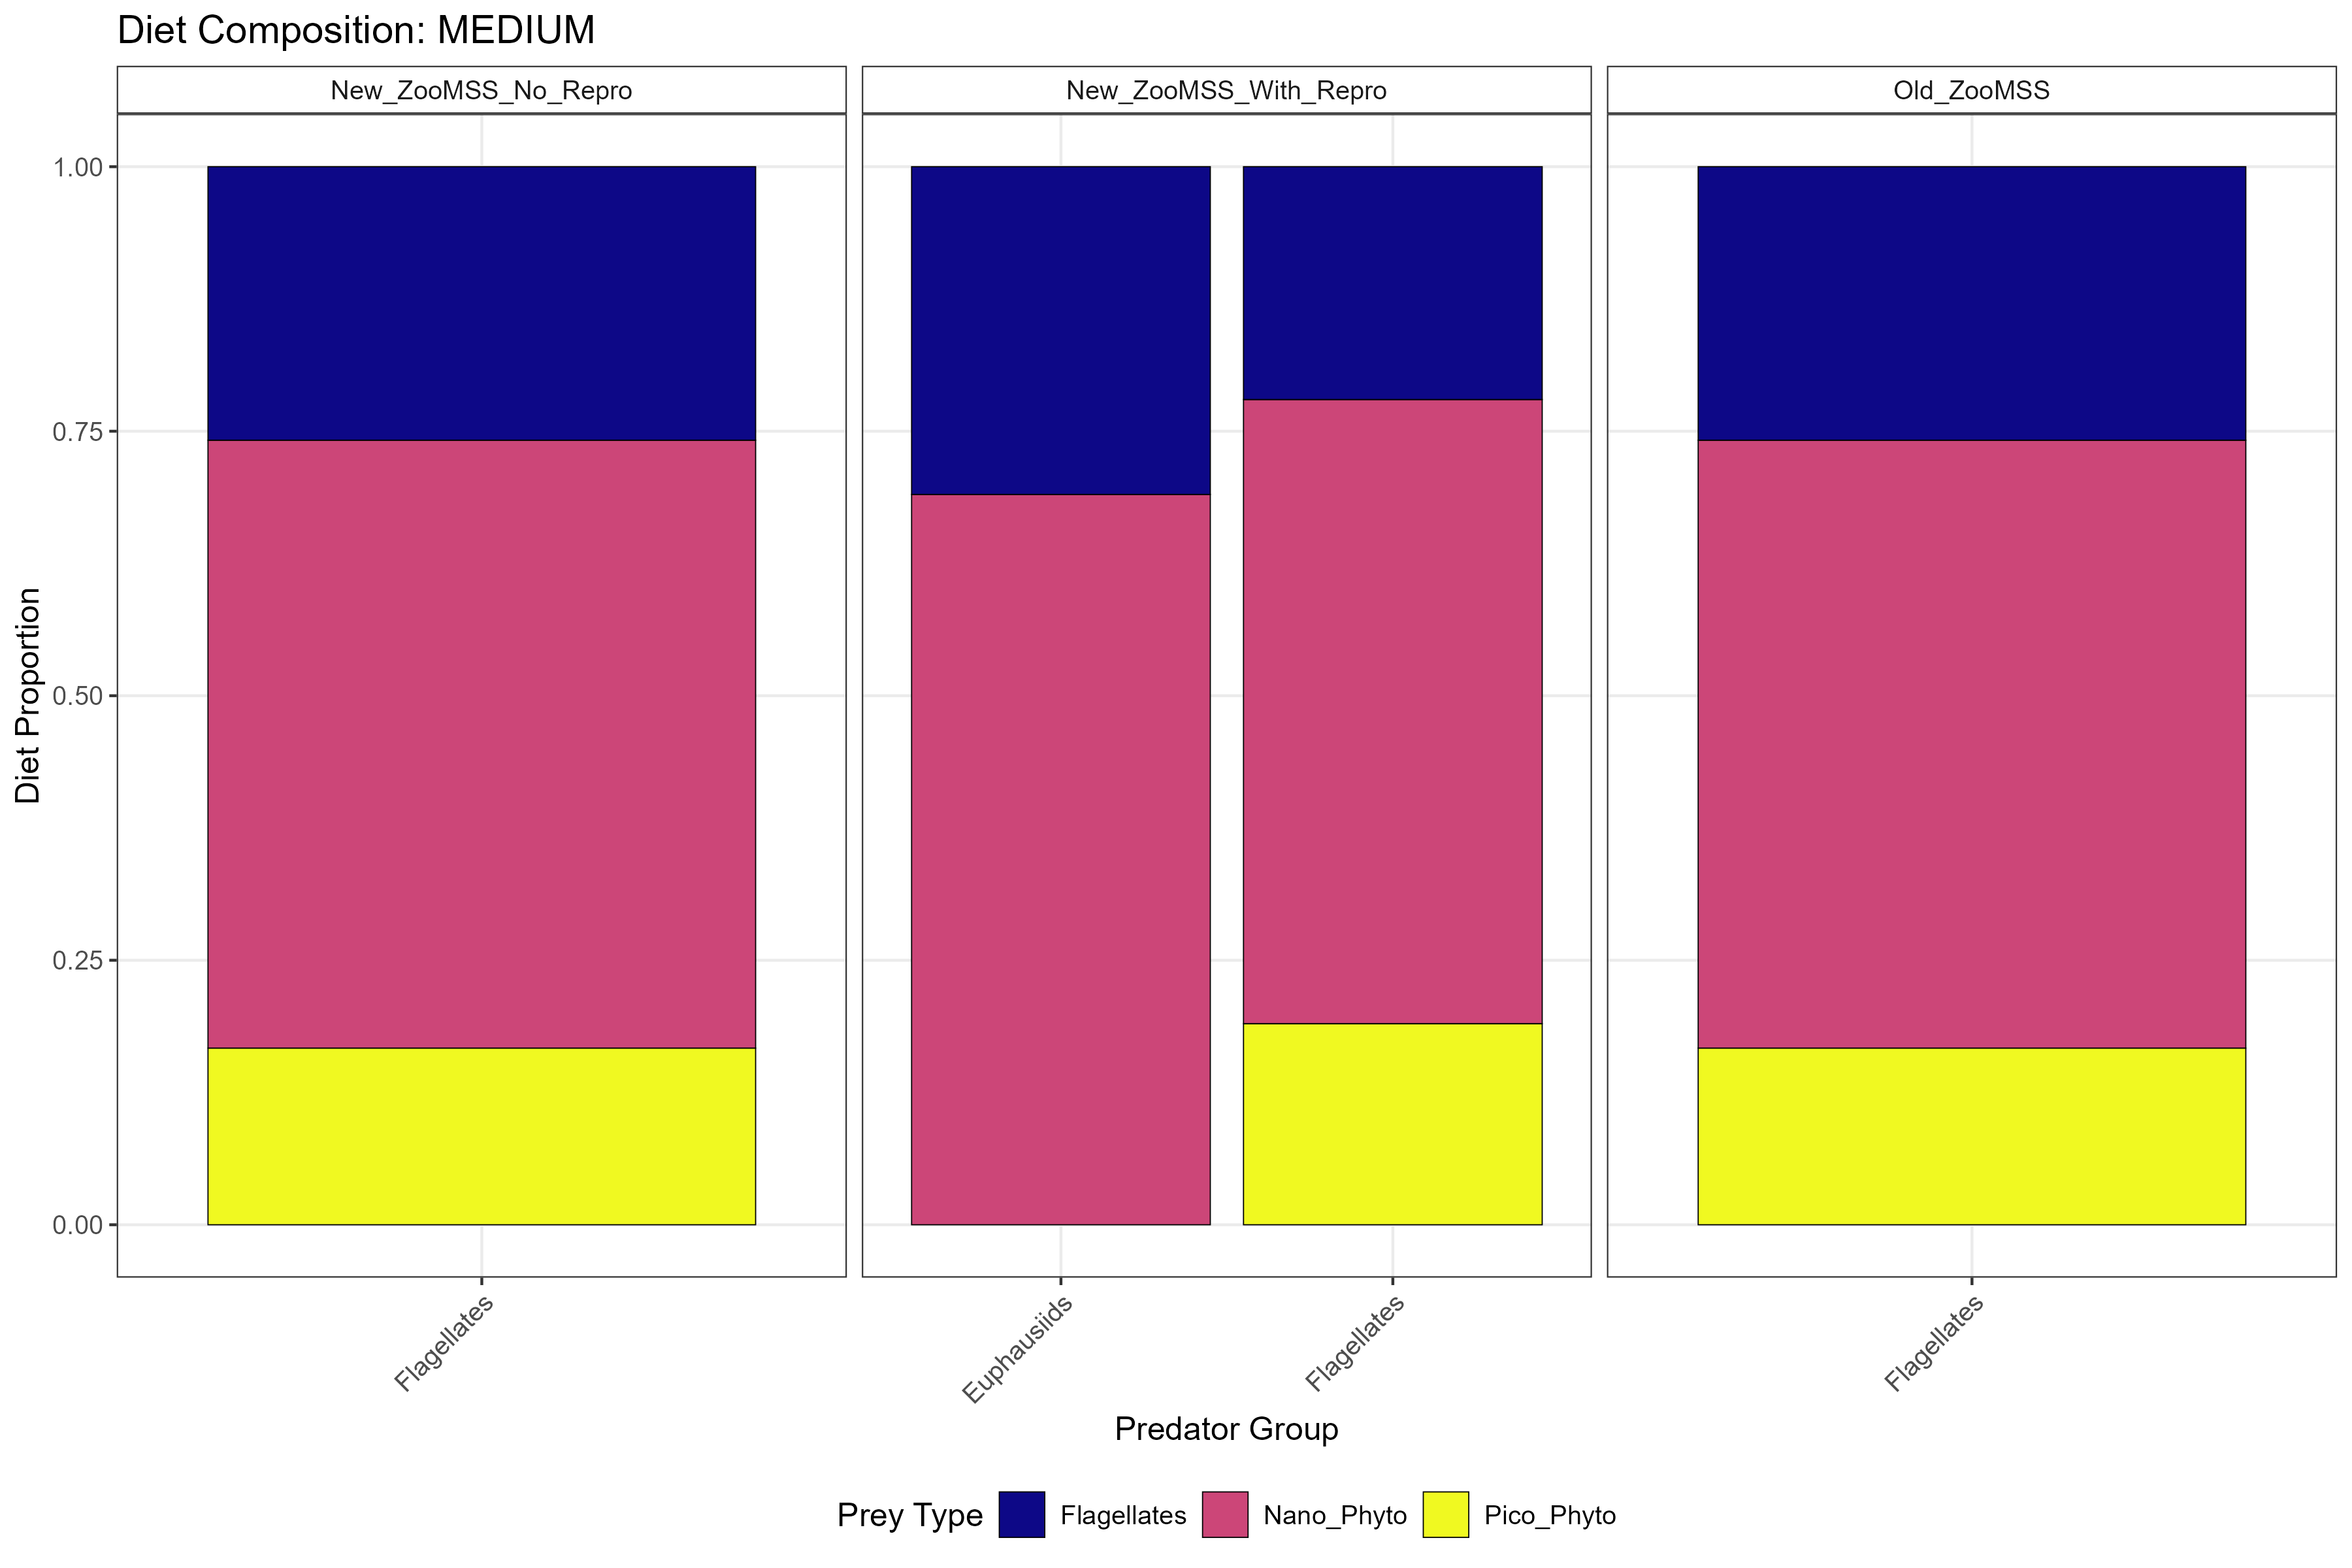 Diet Composition: MEDIUM
New_ZooMSS_No_Repro
New_ZooMSS_With_Repro
Old_ZooMSS
Diet Proportion
1.00
0.75
0.50
0.25
0.00
Flagellates
Euphausiids
Flagellates
Flagellates
Predator Group
Prey Type Flagellates Nano_Phyto Pico_Phyto